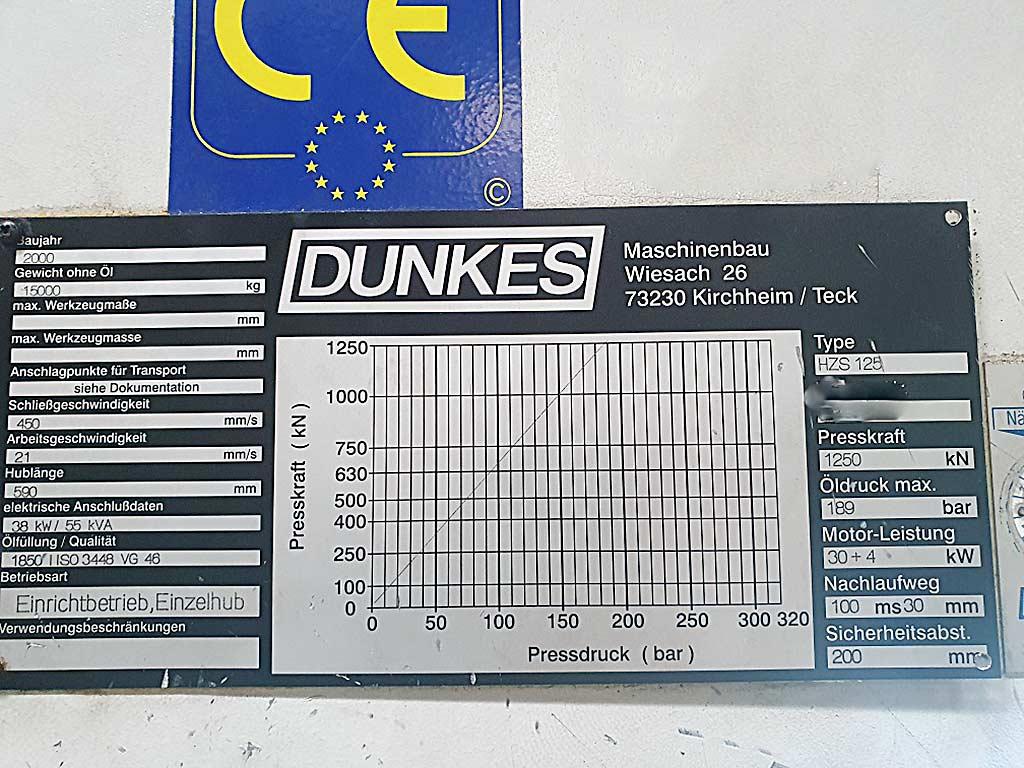 CE
©
Baujahr
2000
Gewicht ohne Öl
15000 kg
max. Werkzeugmaße
mm
max. Werkzeugmasse
mm
Anschlagpunkte für Transport
siehe Dokumentation
Schließgeschwindigkeit
450 mm/s
Arbeitsgeschwindigkeit
21 mm/s
Hublänge
590 mm
elektrische Anschlußdaten
38 kW/ 55 kVA
Ölfüllung / Qualität
1850 l ISO 3448 VG 46
Betriebsart
Einrichtbetrieb,Einzelhub
Verwendungsbeschränkungen
DUNKES
Maschinenbau
Wiesach 26
73230 Kirchheim / Teck
Presskraft ( kN )
1250
1000
750
630
500
400
250
100
0
0 50 100 150 200 250 300 320
Pressdruck ( bar )
Type
HZS 125
Presskraft
1250 kN
Öldruck max.
189 bar
Motor-Leistung
30+4 kW
Nachlaufweg
100 ms 30 mm
Sicherheitsabst.
200 mm